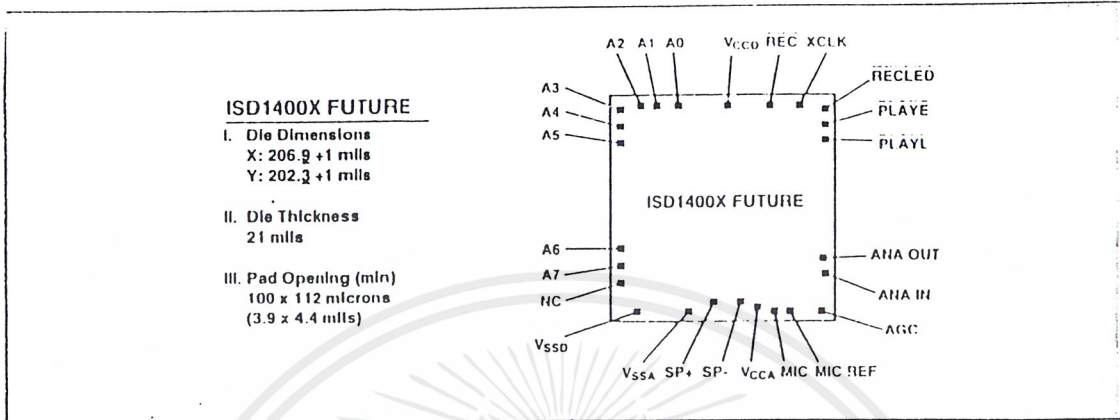 ISD1400X FUTURE
I. Die Dimensions
X: 206.9 +1 mils
Y: 202.3 +1 mils
II. Die Thickness
21 mils
III. Pad Opening (min)
100 x 112 microns
(3.9 x 4.4 mils)
A2 A1 A0 VCCD REC XCLK
A3
A4
A5
RECLED
PLAYE
PLAYL
ISD1400X FUTURE
A6
A7
NC
ANA OUT
ANA IN
AGC
VSSD
VSSA SP+ SP- VCCA MIC MIC REF